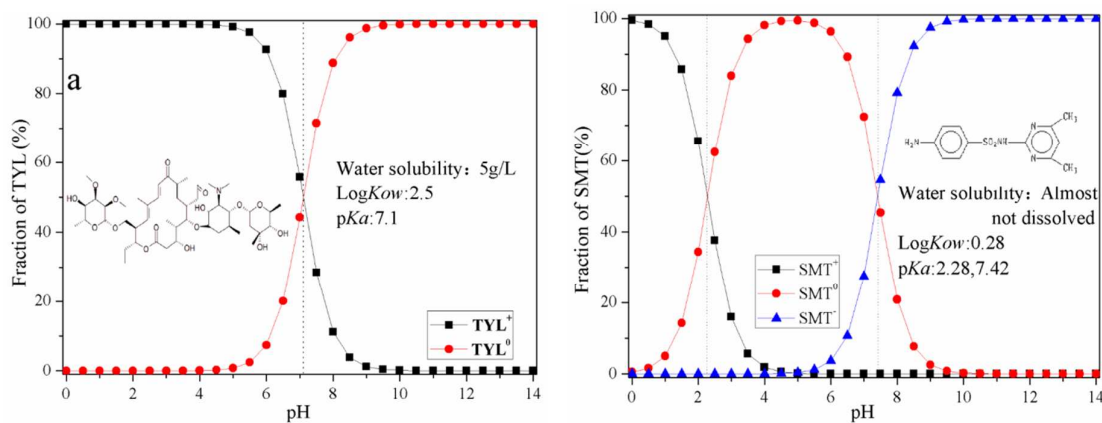 a
Fraction of TYL (%)
100
80
60
40
20
0
Water solubility：5g/L
LogKow:2.5
pKa:7.1
TYL+
TYL0
0 2 4 6 8 10 12 14
pH
Fraction of SMT(%)
100
80
60
40
20
0
H2N
SO2NH
N
N
CH3
CH3
Water solubility：Almost
not dissolved
LogKow:0.28
pKa:2.28,7.42
SMT+
SMT0
SMT-
0 2 4 6 8 10 12 14
pH